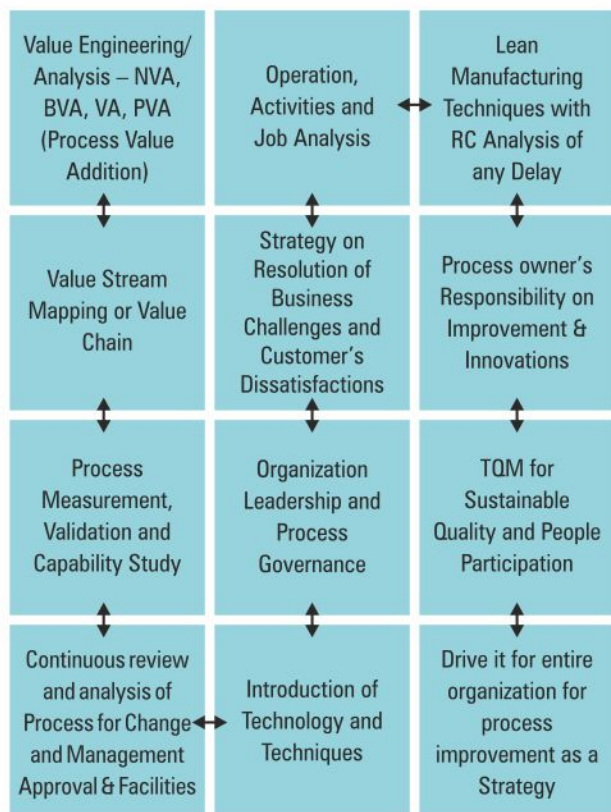 Value Engineering/
Analysis – NVA,
BVA, VA, PVA
(Process Value
Addition)
Operation,
Activities and
Job Analysis
Lean
Manufacturing
Techniques with
RC Analysis of
any Delay
Value Stream
Mapping or Value
Chain
Strategy on
Resolution of
Business
Challenges and
Customer's
Dissatisfactions
Process owner's
Responsibility on
Improvement &
Innovations
Process
Measurement,
Validation and
Capability Study
Organization
Leadership and
Process
Governance
TQM for
Sustainable
Quality and People
Participation
Continuous review
and analysis of
Process for Change
and Management
Approval & Facilities
Introduction of
Technology and
Techniques
Drive it for entire
organization for
process
improvement as a
Strategy